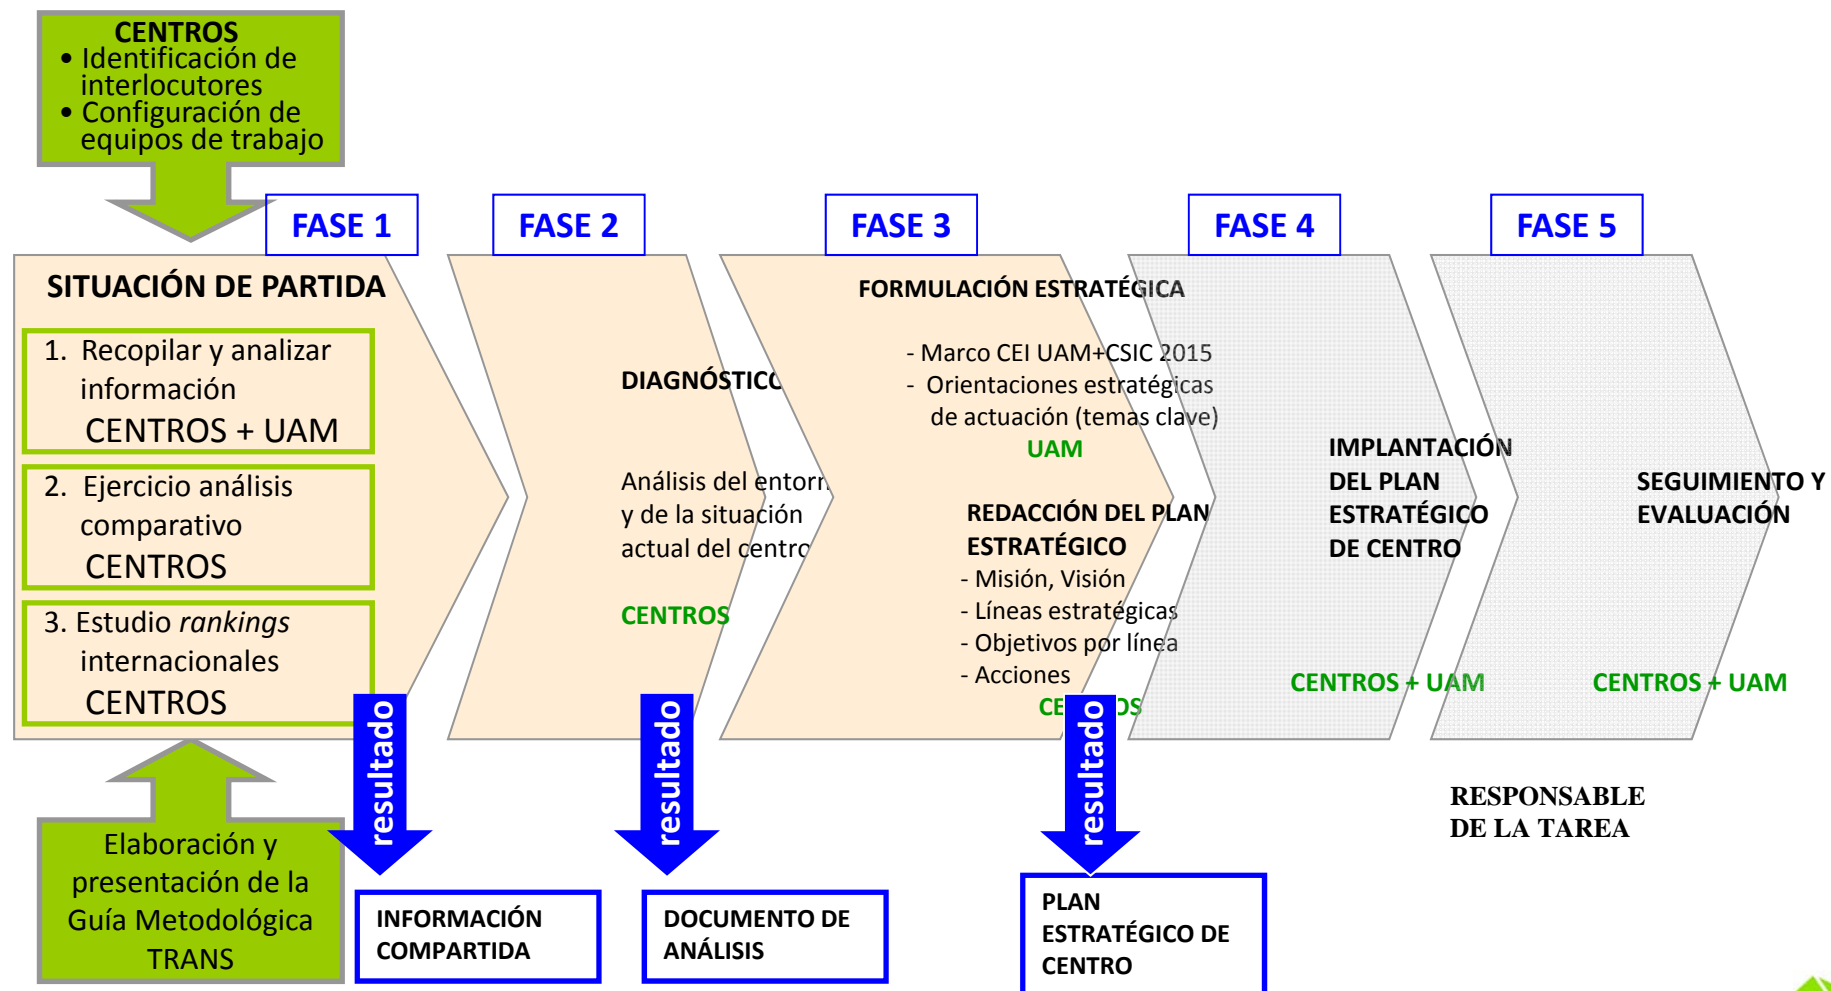 CENTROS
• Identificación de
interlocutores
• Configuración de
equipos de trabajo
FASE 1
FASE 2
FASE 3
FASE 4
FASE 5
SITUACIÓN DE PARTIDA
1. Recopilar y analizar
información
CENTROS + UAM
2. Ejercicio análisis
comparativo
CENTROS
3. Estudio rankings
internacionales
CENTROS
DIAGNÓSTICO
Análisis del entorn
y de la situación
actual del centro
CENTROS
FORMULACIÓN ESTRATÉGICA
- Marco CEI UAM+CSIC 2015
- Orientaciones estratégicas
de actuación (temas clave)
UAM
REDACCIÓN DEL PLAN
ESTRATÉGICO
- Misión, Visión
- Líneas estratégicas
- Objetivos por línea
- Acciones
CE OS
IMPLANTACIÓN
DEL PLAN
ESTRATÉGICO
DE CENTRO
CENTROS + UAM
SEGUIMIENTO Y
EVALUACIÓN
CENTROS + UAM
resultado
resultado
resultado
RESPONSABLE
DE LA TAREA
Elaboración y
presentación de la
Guía Metodológica
TRANS
INFORMACIÓN
COMPARTIDA
DOCUMENTO DE
ANÁLISIS
PLAN
ESTRATÉGICO DE
CENTRO